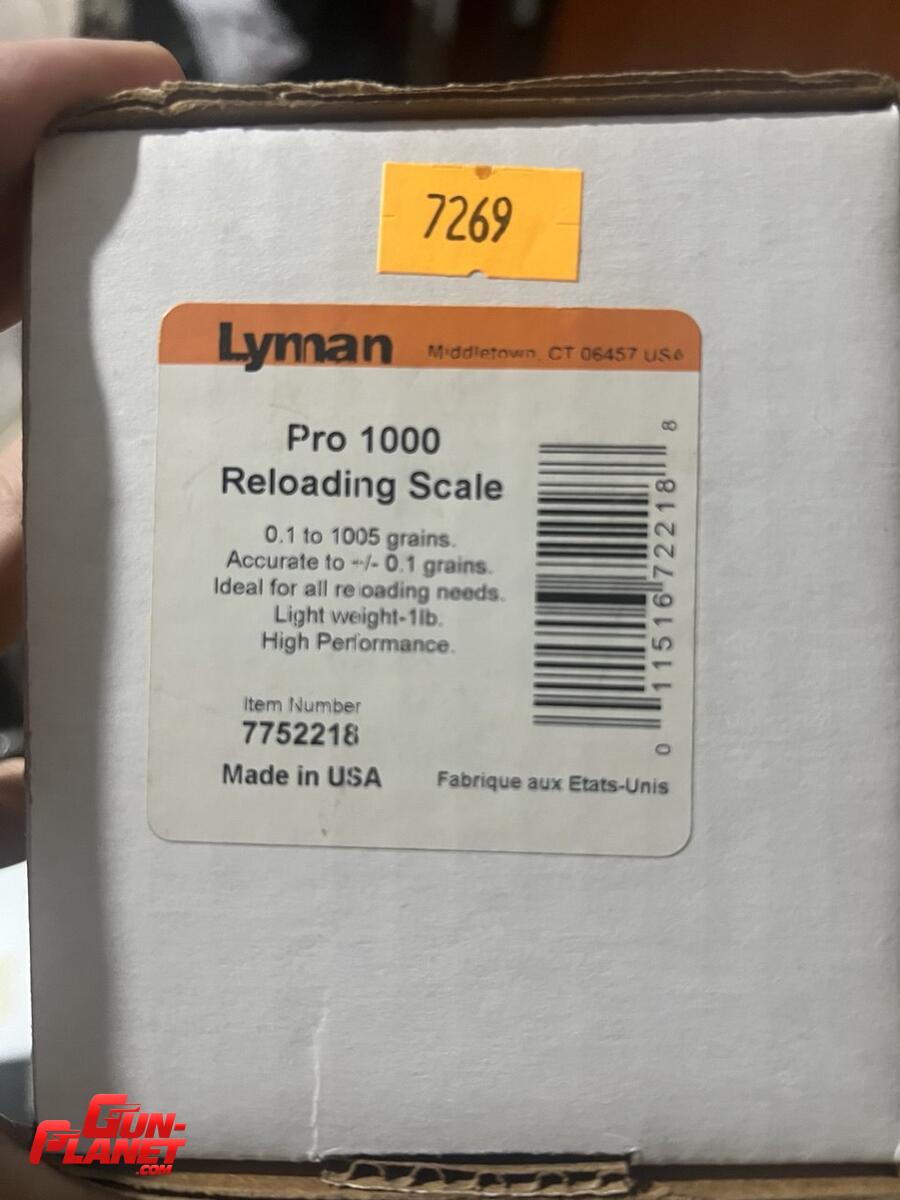 7269
Lyman Middletown, CT 06457 USA
Pro 1000
Reloading Scale
0.1 to 1005 grains.
Accurate to +/- 0.1 grains.
Ideal for all reloading needs.
Light weight-1lb.
High Performance.
Item Number
7752218
Made in USA Fabrique aux Etats-Unis
0 11516 72218 8
GUN-
PLANET
.COM